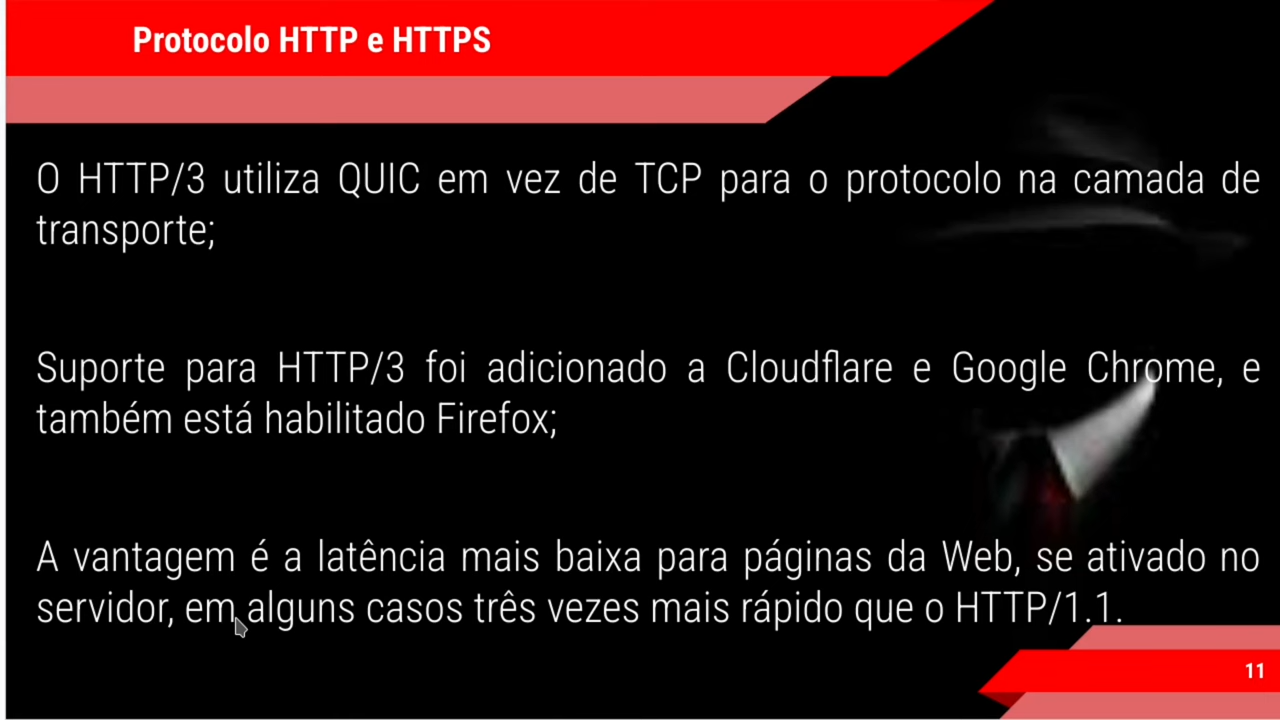 Protocolo HTTP e HTTPS
O HTTP/3 utiliza QUIC em vez de TCP para o protocolo na camada de
transporte;
Suporte para HTTP/3 foi adicionado a Cloudflare e Google Chrome, e
também está habilitado Firefox;
A vantagem é a latência mais baixa para páginas da Web, se ativado no
servidor, em alguns casos três vezes mais rápido que o HTTP/1.1.
11